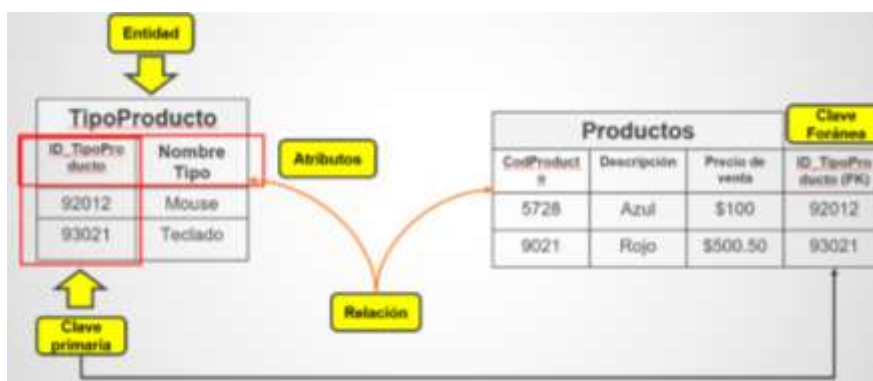 Entidad
TipoProducto
ID_TipoPro
ducto
Nombre
Tipo
92012
Mouse
93021
Teclado
Atributos
Relación
Clave
primaria
Productos
Clave
Foránea
CodProduct
o
Descripción
Precio de
venta
ID_TipoPro
ducto (FK)
5728
Azul
$100
92012
9021
Rojo
$500.50
93021